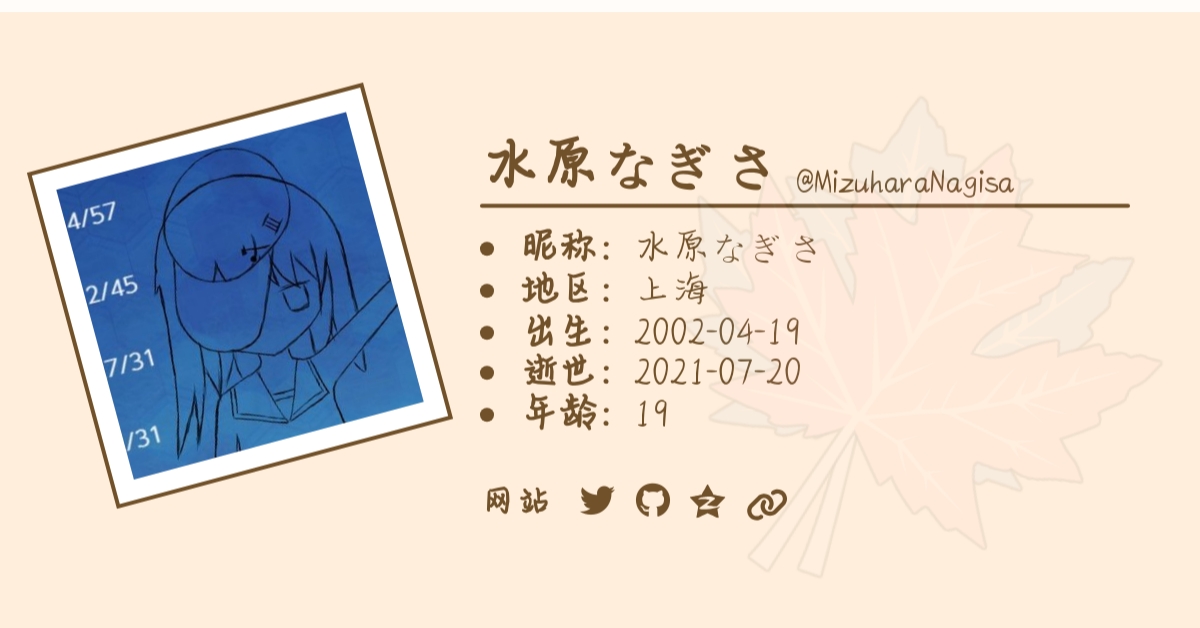 4/57
2/45
7/31
/31
水原なぎさ @MizuharaNagisa
昵称: 水原なぎさ
地区: 上海
出生: 2002-04-19
逝世: 2021-07-20
年龄: 19
网站